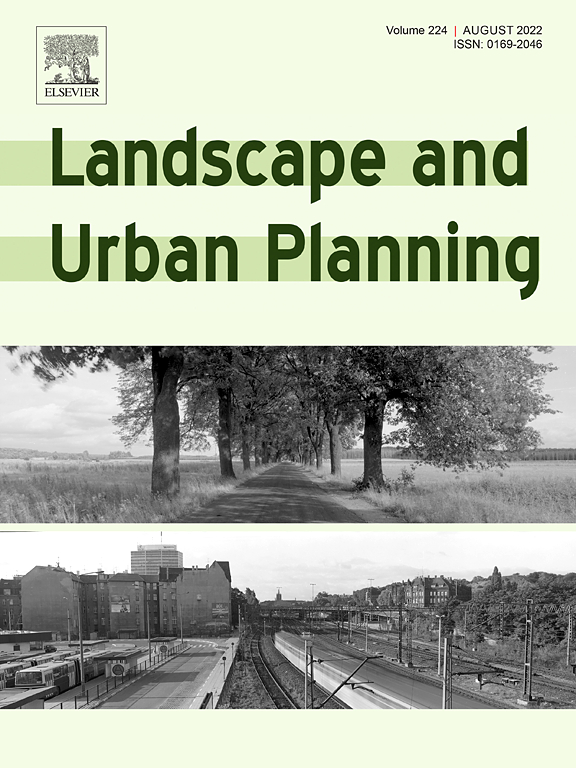 Volume 224 | AUGUST 2022
ISSN: 0169-2046
ELSEVIER
Landscape and
Urban Planning